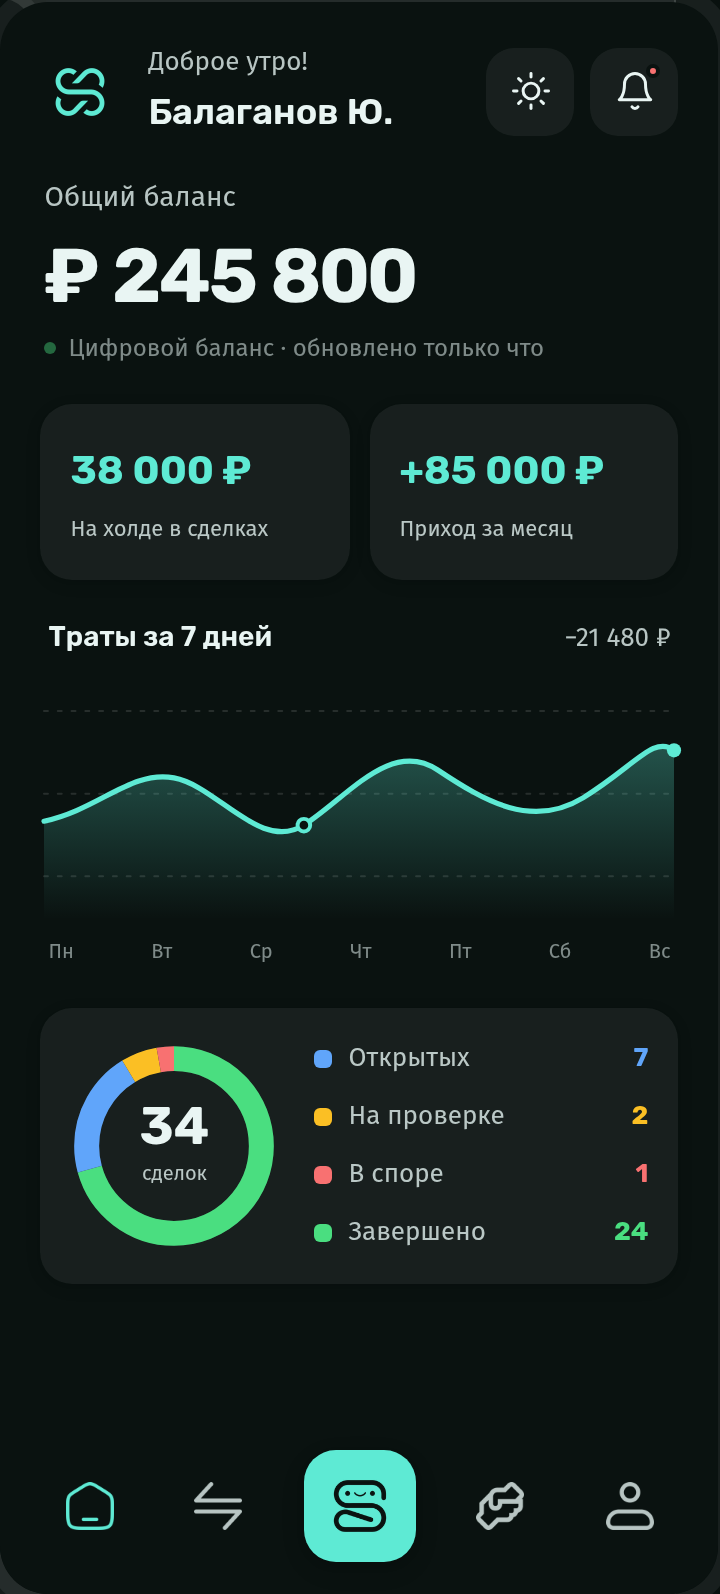 Доброе утро!
Балаганов Ю.
Общий баланс
₽ 245 800
Цифровой баланс · обновлено только что
38 000 ₽
На холде в сделках
+85 000 ₽
Приход за месяц
Траты за 7 дней
−21 480 ₽
Пн Вт Ср Чт Пт Сб Вс
34
сделок
Открытых 7
На проверке 2
В споре 1
Завершено 24